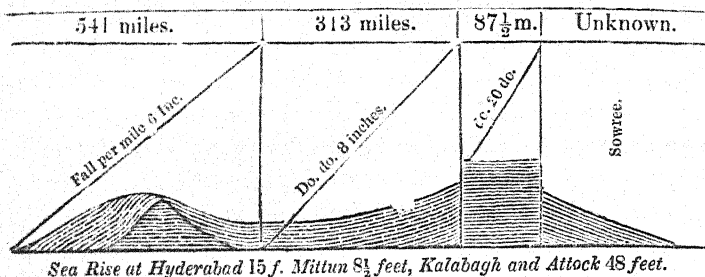 541 miles. 313 miles. 87½ m. Unknown.
Fall per mile 6 Inc.
Do. do. 8 inches.
do. 20 do.
Sowree.
Sea Rise at Hyderabad 15 f. Mittun 8½ feet, Kalabagh and Attock 48 feet.